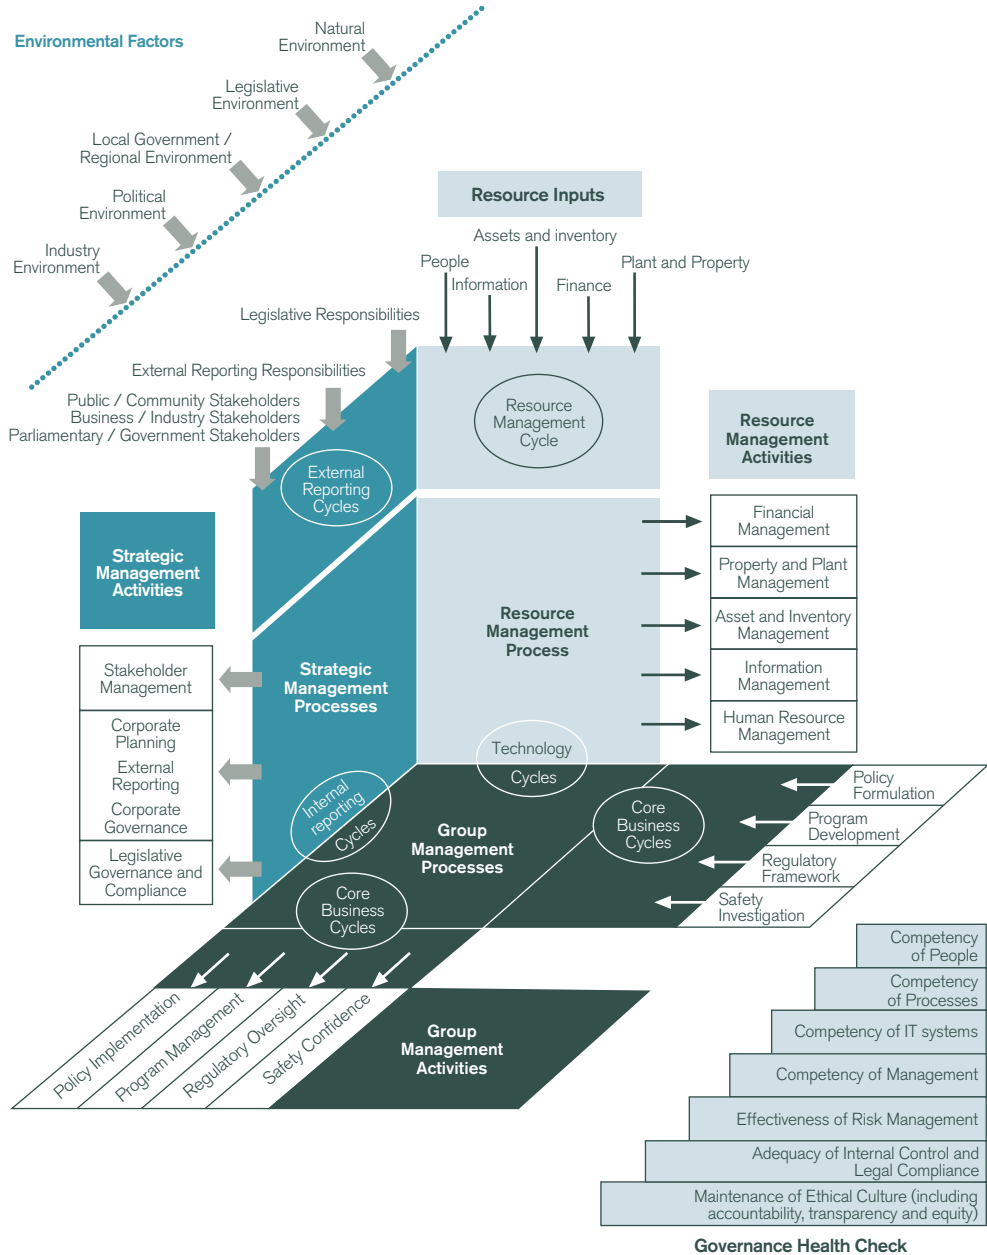 Environmental Factors
Natural
Environment
Legislative
Environment
Local Government /
Regional Environment
Political
Environment
Industry
Environment
Resource Inputs
Assets and inventory
People
Plant and Property
Information
Finance
Legislative Responsibilities
External Reporting Responsibilities
Public / Community Stakeholders
Business / Industry Stakeholders
Parliamentary / Government Stakeholders
Resource
Management
Cycle
External
Reporting
Cycles
Resource
Management
Activities
Financial
Management
Property and Plant
Management
Asset and Inventory
Management
Information
Management
Human Resource
Management
Strategic
Management
Activities
Stakeholder
Management
Corporate
Planning
External
Reporting
Corporate
Governance
Legislative
Governance and
Compliance
Strategic
Management
Processes
Resource
Management
Process
Technology
Cycles
Internal
reporting
Cycles
Group
Management
Processes
Core
Business
Cycles
Core
Business
Cycles
Policy
Formulation
Program
Development
Regulatory
Framework
Safety
Investigation
Policy Implementation
Program Management
Regulatory Oversight
Safety Confidence
Group
Management
Activities
Competency
of People
Competency
of Processes
Competency of IT systems
Competency of Management
Effectiveness of Risk Management
Adequacy of Internal Control and
Legal Compliance
Maintenance of Ethical Culture (including
accountability, transparency and equity)
Governance Health Check